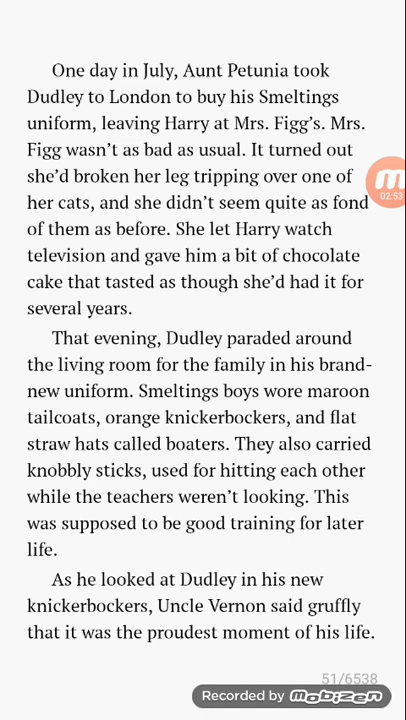 One day in July, Aunt Petunia took
Dudley to London to buy his Smeltings
uniform, leaving Harry at Mrs. Figg’s. Mrs.
Figg wasn’t as bad as usual. It turned out
she’d broken her leg tripping over one of
her cats, and she didn’t seem quite as fond
of them as before. She let Harry watch
television and gave him a bit of chocolate
cake that tasted as though she’d had it for
several years.
That evening, Dudley paraded around
the living room for the family in his brand-
new uniform. Smeltings boys wore maroon
tailcoats, orange knickerbockers, and flat
straw hats called boaters. They also carried
knobbly sticks, used for hitting each other
while the teachers weren’t looking. This
was supposed to be good training for later
life.
As he looked at Dudley in his new
knickerbockers, Uncle Vernon said gruffly
that it was the proudest moment of his life.
m
02:53
51/6538
Recorded by mobizen